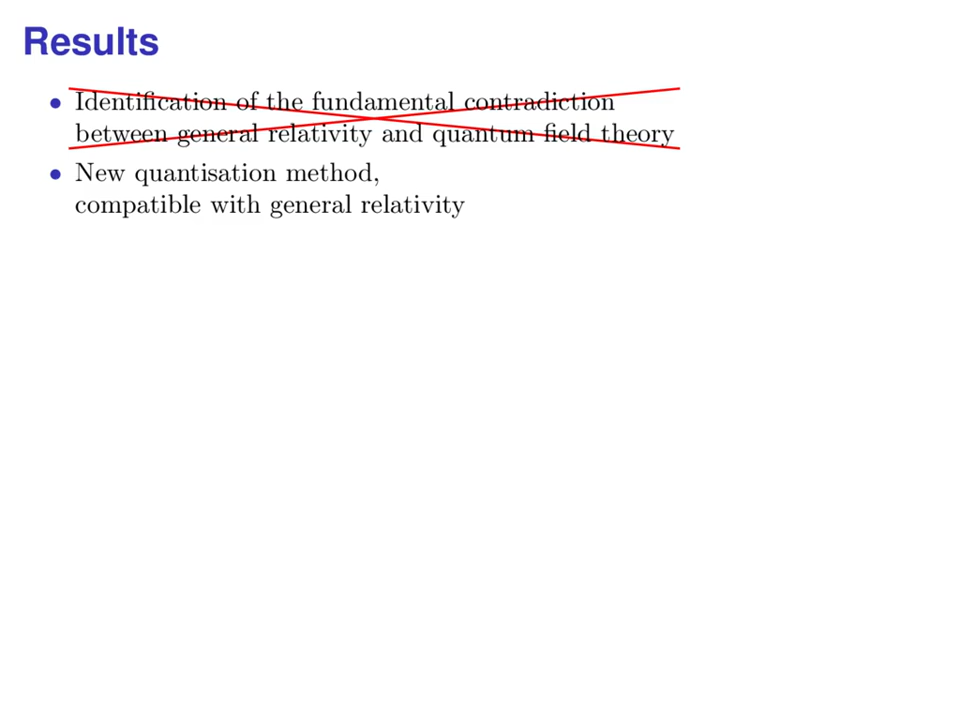 Results
• Identification of the fundamental contradiction
between general relativity and quantum field theory
• New quantisation method,
compatible with general relativity